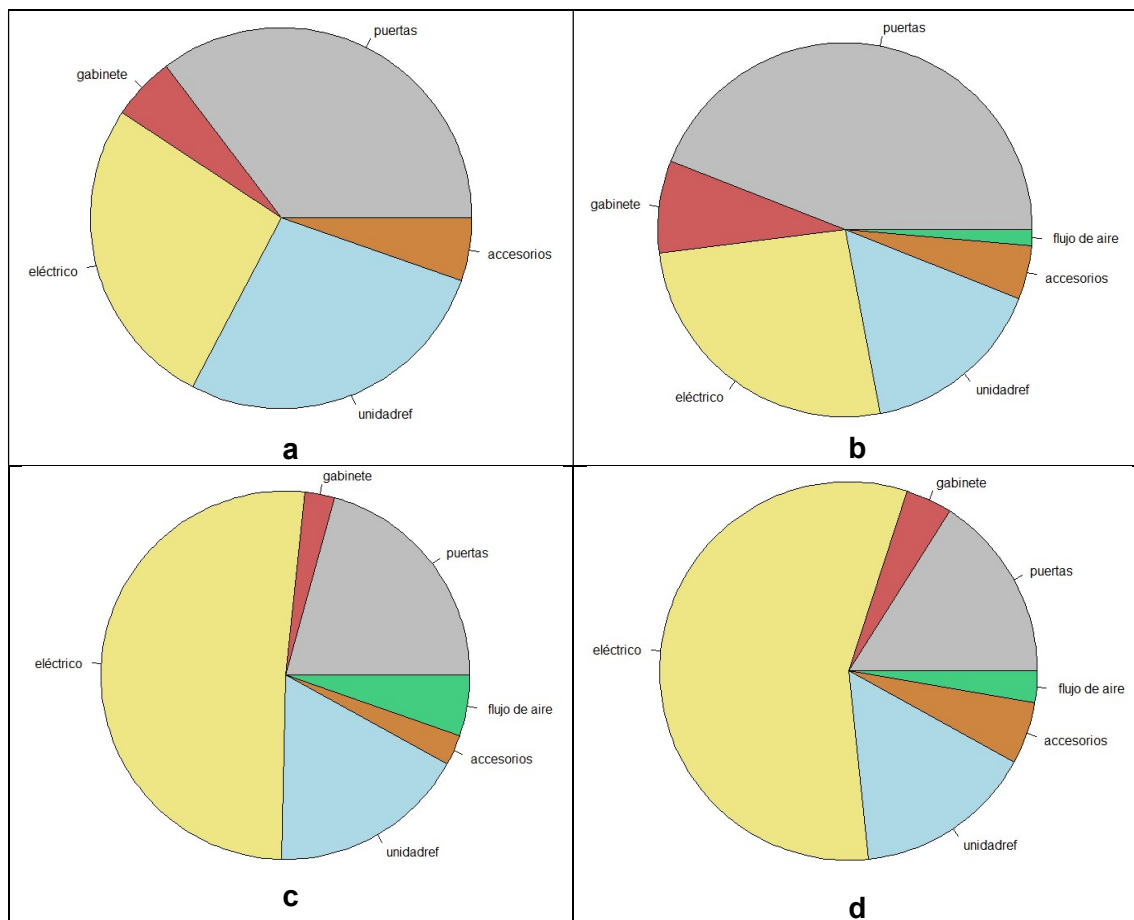 puertas
gabinete
eléctrico
accesorios
unidadref
a
puertas
gabinete
flujo de aire
accesorios
eléctrico
unidadref
b
gabinete
puertas
eléctrico
flujo de aire
accesorios
unidadref
c
gabinete
puertas
eléctrico
flujo de aire
accesorios
unidadref
d